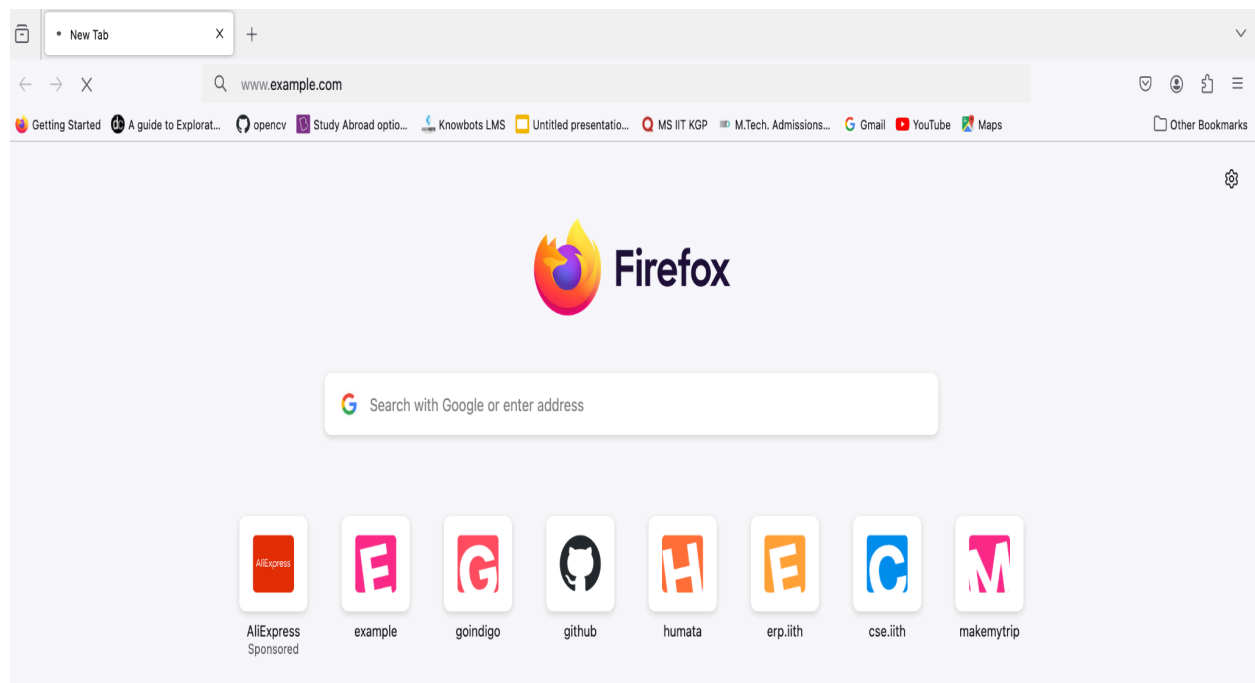 New Tab
www.example.com
Getting Started A guide to Explorat... opencv Study Abroad optio... Knowbots LMS Untitled presentatio... MS IIT KGP M.Tech. Admissions... Gmail YouTube Maps Other Bookmarks
Firefox
Search with Google or enter address
AliExpress E G H E C M
AliExpress example goindigo github humata erp.iith cse.iith makemytrip
Sponsored